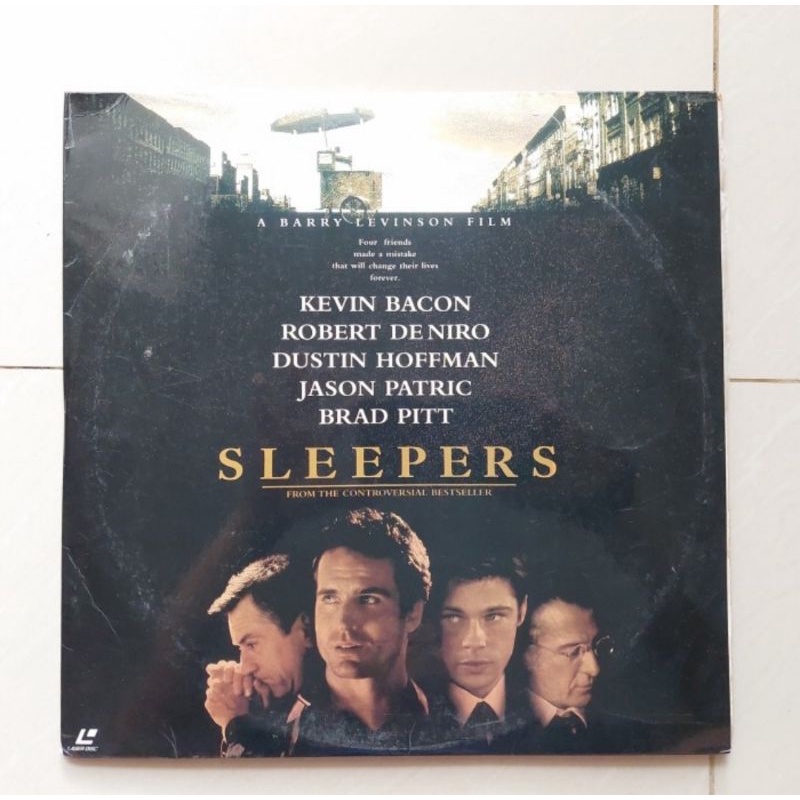 A BARRY LEVINSON FILM
Four friends
made a mistake
that will change their lives
forever.
KEVIN BACON
ROBERT DE NIRO
DUSTIN HOFFMAN
JASON PATRIC
BRAD PITT
SLEEPERS
FROM THE CONTROVERSIAL BESTSELLER
LASER DISC